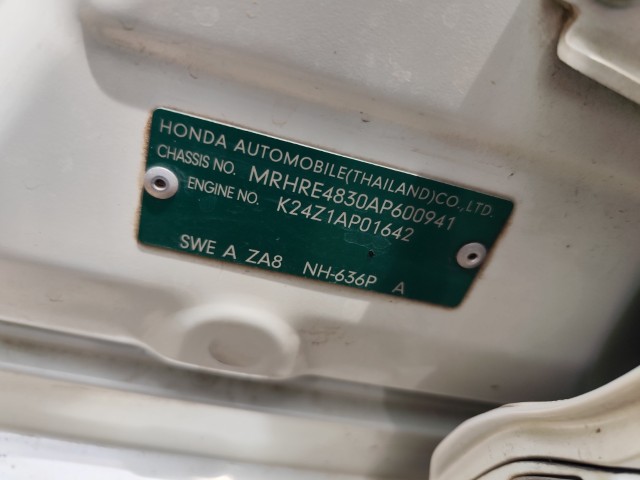 HONDA AUTOMOBILE(THAILAND)CO.,LTD.
CHASSIS NO. MRHRE4830AP600941
ENGINE NO. K24Z1AP01642
SWE A ZA8 NH-636P A